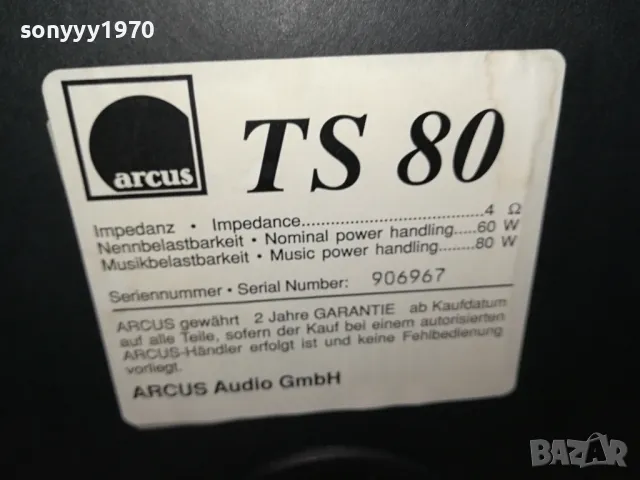 sonyyy1970
arcus
TS 80
Impedanz · Impedance....................................4 Ω
Nennbelastbarkeit · Nominal power handling.....60 W
Musikbelastbarkeit · Music power handling........80 W
Seriennummer · Serial Number: 906967
ARCUS gewährt 2 Jahre GARANTIE ab Kaufdatum
auf alle Teile, sofern der Kauf bei einem autorisierten
ARCUS-Händler erfolgt ist und keine Fehlbedienung
vorliegt.
ARCUS Audio GmbH
BAZAR